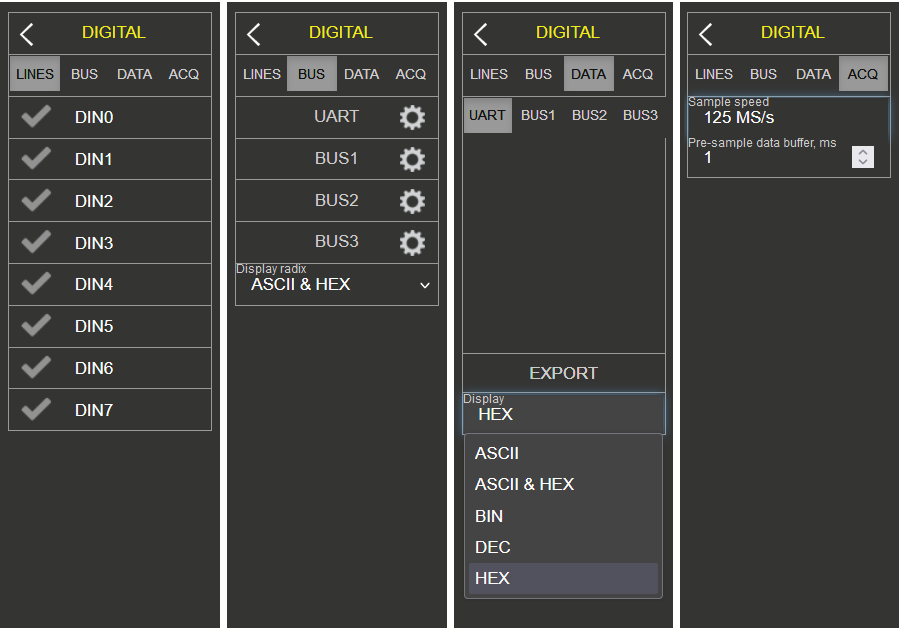 DIGITAL
LINES BUS DATA ACQ
DIN0
DIN1
DIN2
DIN3
DIN4
DIN5
DIN6
DIN7
DIGITAL
LINES BUS DATA ACQ
UART
BUS1
BUS2
BUS3
Display radix
ASCII & HEX
DIGITAL
LINES BUS DATA ACQ
UART BUS1 BUS2 BUS3
EXPORT
Display
HEX
ASCII
ASCII & HEX
BIN
DEC
HEX
DIGITAL
LINES BUS DATA ACQ
Sample speed
125 MS/s
Pre-sample data buffer, ms
1